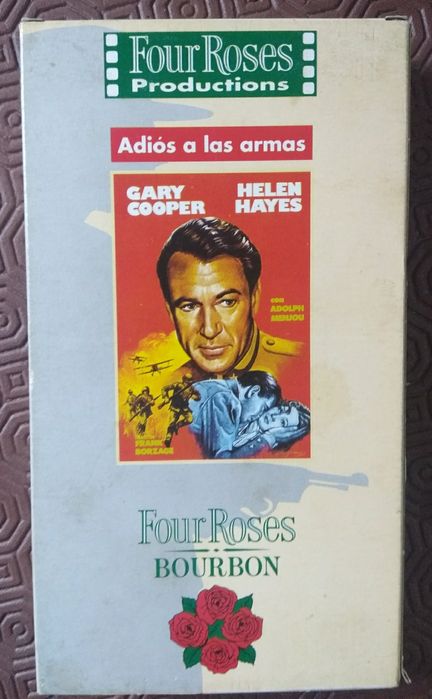 Four Roses
Productions
Adiós a las armas
GARY COOPER
HELEN HAYES
con
ADOLPH
MENJOU
FRANK
BORZAGE
Four Roses
BOURBON